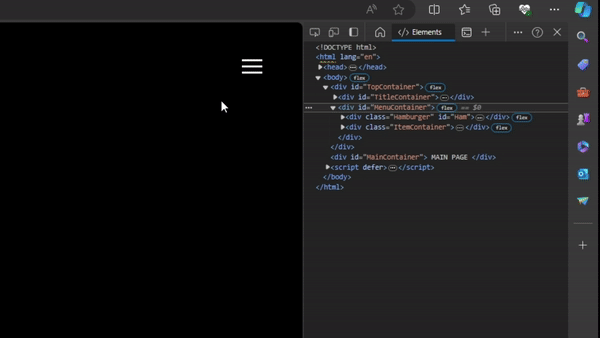 Elements
<!DOCTYPE html>
<html lang="en">
<head> </head>
<body> flex
<div id="TopContainer"> flex
<div id="TitleContainer"> </div>
<div id="MenuContainer"> flex == $0
<div class="Hamburger" id="Ham"> </div> flex
<div class="ItemContainer"> </div> flex
</div>
</div>
<div id="MainContainer"> MAIN PAGE </div>
<script defer> </script>
</body>
</html>